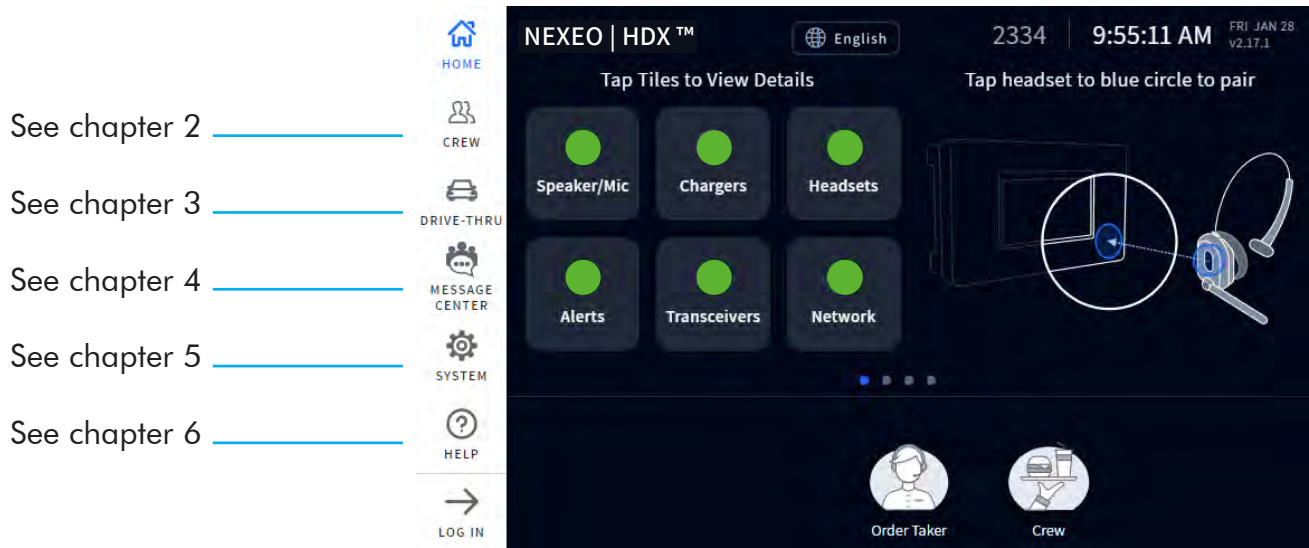 See chapter 2
See chapter 3
See chapter 4
See chapter 5
See chapter 6
HOME
CREW
DRIVE-THRU
MESSAGE
CENTER
SYSTEM
HELP
LOG IN
NEXEO | HDX ™
English
2334
9:55:11 AM
FRI JAN 28
v2.17.1
Tap Tiles to View Details
Tap headset to blue circle to pair
Speaker/Mic
Chargers
Headsets
Alerts
Transceivers
Network
Order Taker
Crew